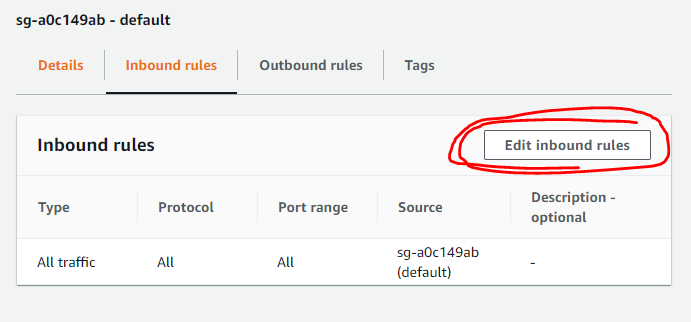 sg-a0c149ab - default
Details Inbound rules Outbound rules Tags
Inbound rules Edit inbound rules
Type Protocol Port range Source Description - optional
All traffic All All sg-a0c149ab (default) -